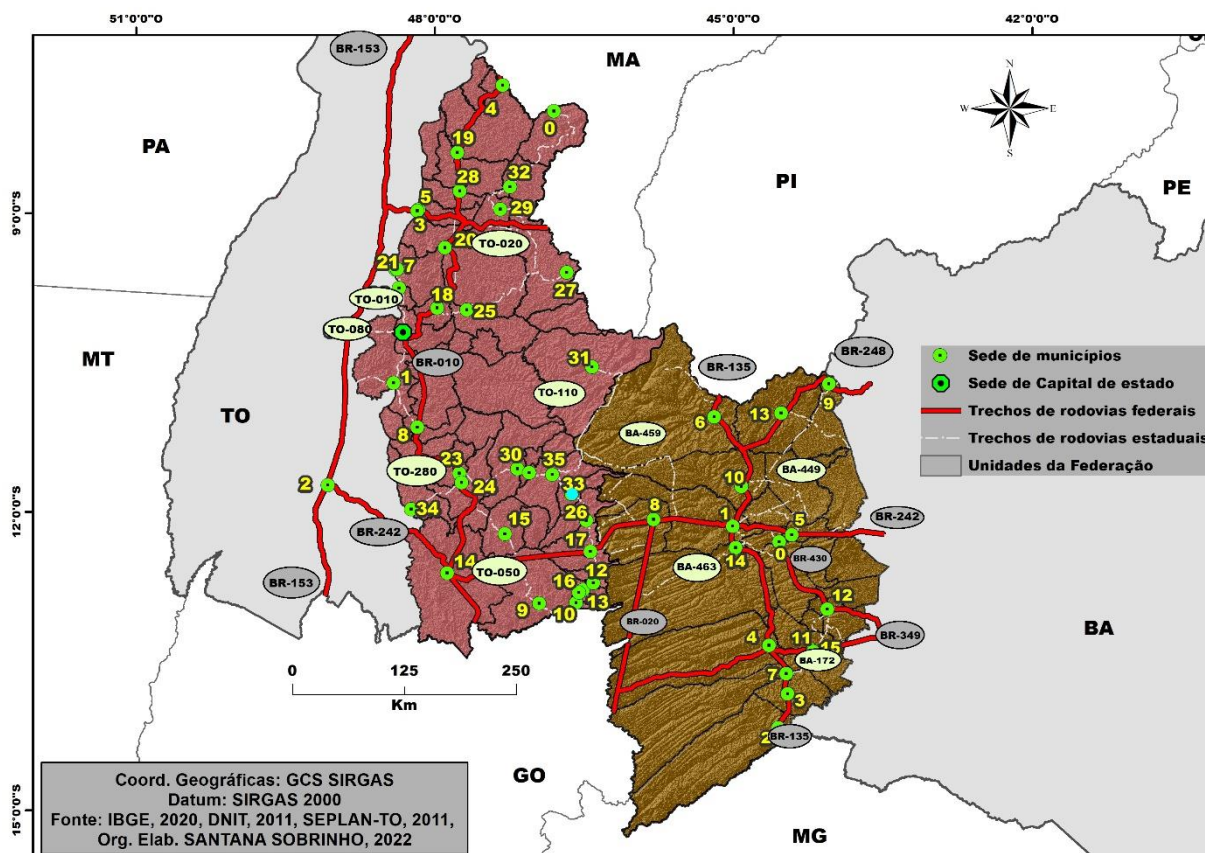 51°0'0"O
48°0'0"O
45°0'0"O
42°0'0"O
BR-153
MA
4
0
N
W
E
S
PA
19
PI
28
32
PE
9°0'0"S
5
3
29
20
TO-020
21
7
27
TO-010
18
25
TO-080
BR-010
BR-135
BR-248
MT
31
Sede de municípios
1
TO-110
9
Sede de Capital de estado
TO
6
13
Trechos de rodovias federais
8
BA-459
Trechos de rodovias estaduais
23
30
35
BA-449
Unidades da Federação
TO-280
24
33
10
2
12°0'0"S
34
15
26
8
1
5
BR-242
BR-242
17
14
0
BR-430
14
TO-050
BA-463
BR-153
16
12
12
9
10
13
BR-020
BR-349
BA
4
11
15
0
125
250
BA-172
Km
7
3
2
BR-135
Coord. Geográficas: GCS SIRGAS
Datum: SIRGAS 2000
Fonte: IBGE, 2020, DNIT, 2011, SEPLAN-TO, 2011,
Org. Elab. SANTANA SOBRINHO, 2022
GO
15°0'0"S
MG